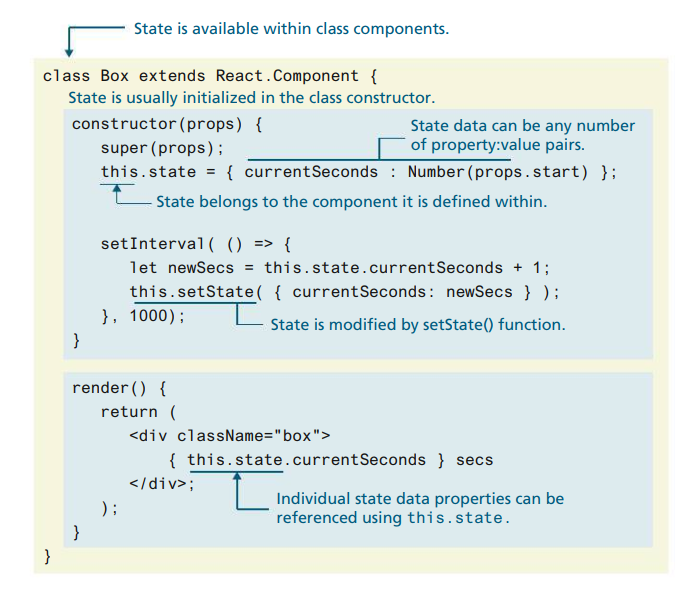 State is available within class components.
class Box extends React.Component {
State is usually initialized in the class constructor.
constructor(props) {
State data can be any number
of property:value pairs.
super(props);
this.state = { currentSeconds : Number(props.start) };
State belongs to the component it is defined within.
setInterval( () => {
let newSecs = this.state.currentSeconds + 1;
this.setState( { currentSeconds: newSecs } );
}, 1000);
State is modified by setState() function.
}
render() {
return (
<div className="box">
{ this.state.currentSeconds } secs
</div>;
Individual state data properties can be
referenced using this.state.
);
}
}